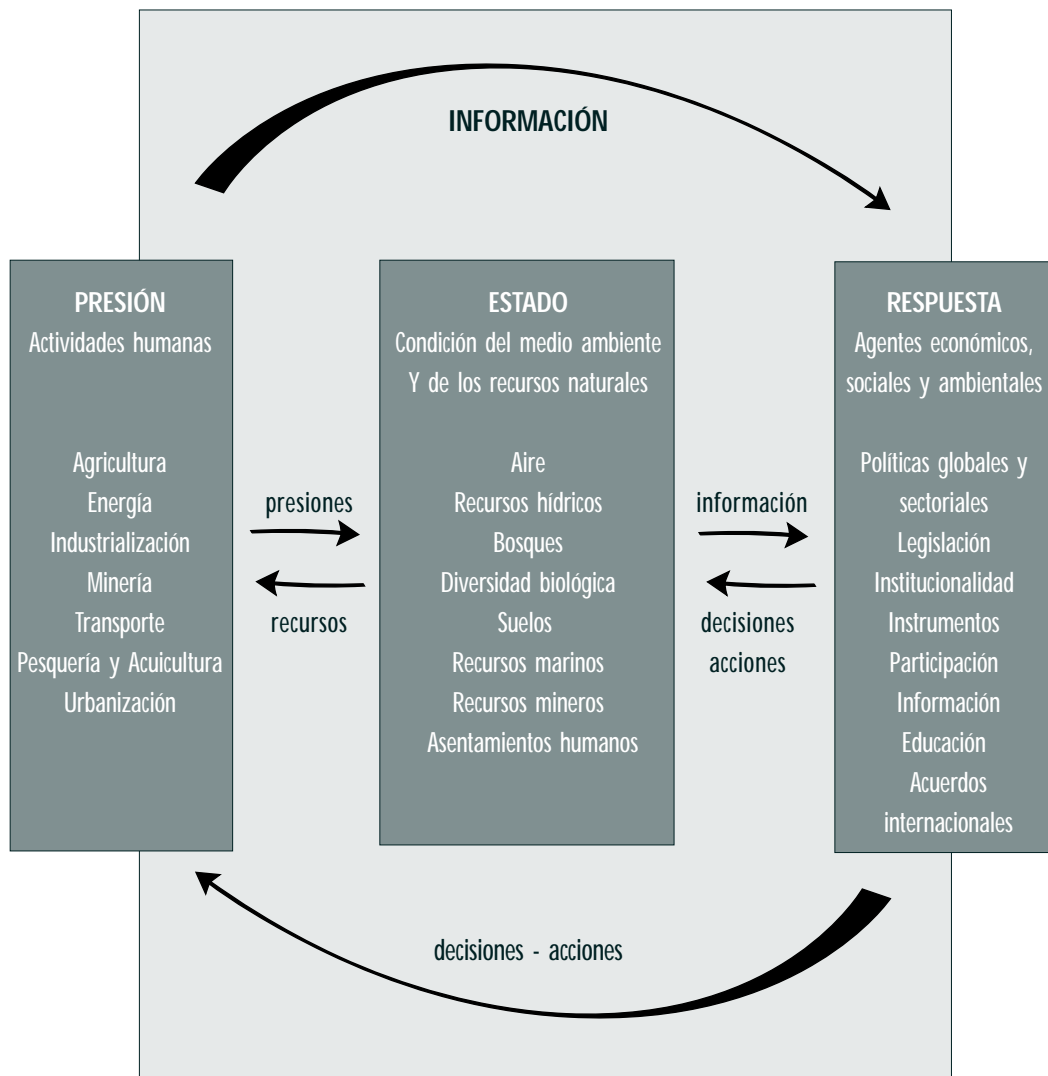 INFORMACIÓN
PRESIÓN
Actividades humanas
Agricultura
Energía
Industrialización
Minería
Transporte
Pesquería y Acuicultura
Urbanización
presiones
recursos
ESTADO
Condición del medio ambiente
Y de los recursos naturales
Aire
Recursos hídricos
Bosques
Diversidad biológica
Suelos
Recursos marinos
Recursos mineros
Asentamientos humanos
información
decisiones
acciones
RESPUESTA
Agentes económicos,
sociales y ambientales
Políticas globales y
sectoriales
Legislación
Institucionalidad
Instrumentos
Participación
Información
Educación
Acuerdos
internacionales
decisiones - acciones